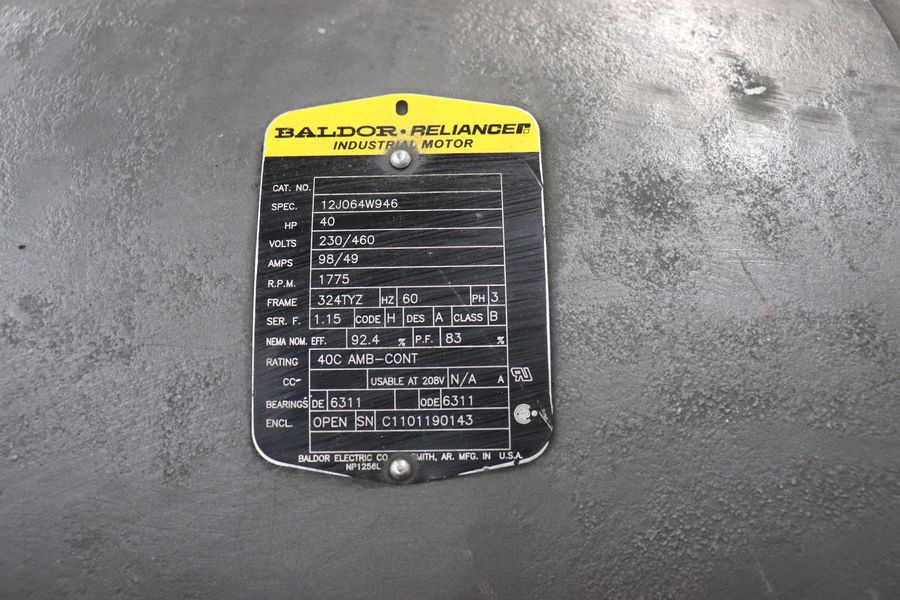 BALDOR • RELIANCE
INDUSTRIAL MOTOR
CAT. NO.
SPEC. 12J064W946
HP 40
VOLTS 230/460
AMPS 98/49
R.P.M. 1775
FRAME 324TYZ HZ 60 PH 3
SER. F. 1.15 CODE H DES A CLASS B
NEMA NOM. EFF. 92.4 % P.F. 83 %
RATING 40C AMB-CONT
CC USABLE AT 208V N/A A
BEARINGS DE 6311 ODE 6311
ENCL. OPEN SN C1101190143
BALDOR ELECTRIC CO AR. MFG. IN U.S.A.
NP1256L